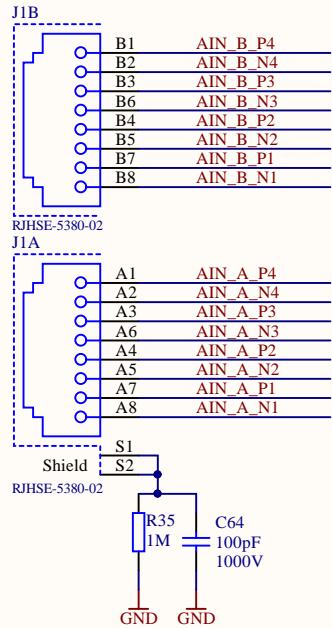 J1B
B1 AIN_B_P4
B2 AIN_B_N4
B3 AIN_B_P3
B6 AIN_B_N3
B4 AIN_B_P2
B5 AIN_B_N2
B7 AIN_B_P1
B8 AIN_B_N1
RJHSE-5380-02
J1A
A1 AIN_A_P4
A2 AIN_A_N4
A3 AIN_A_P3
A6 AIN_A_N3
A4 AIN_A_P2
A5 AIN_A_N2
A7 AIN_A_P1
A8 AIN_A_N1
S1
Shield S2
RJHSE-5380-02
R35
1M
C64
100pF
1000V
GND GND